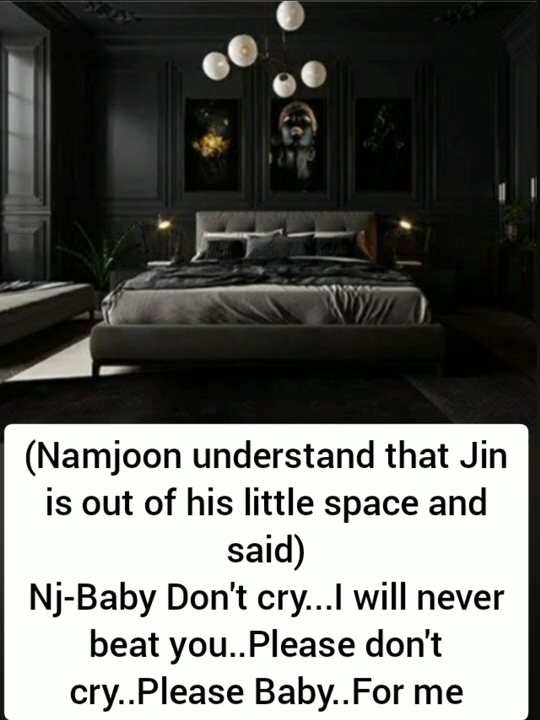 (Namjoon understand that Jin
is out of his little space and
said)
Nj-Baby Don't cry...I will never
beat you..Please don't
cry..Please Baby..For me